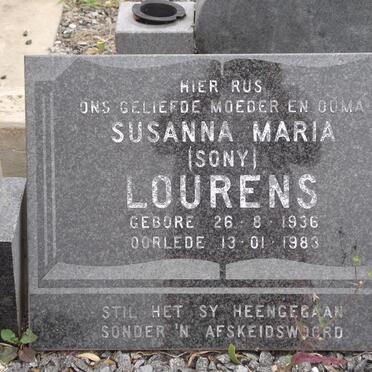 HIER RUS
ONS GELIEFDE MOEDER EN OUMA
SUSANNA MARIA
(SONY)
LOURENS
GEBORE 26-8-1936
OORLEDE 13-01-1983
STIL HET SY HEENGEGAAN
SONDER 'N AFSKEIDSWOORD